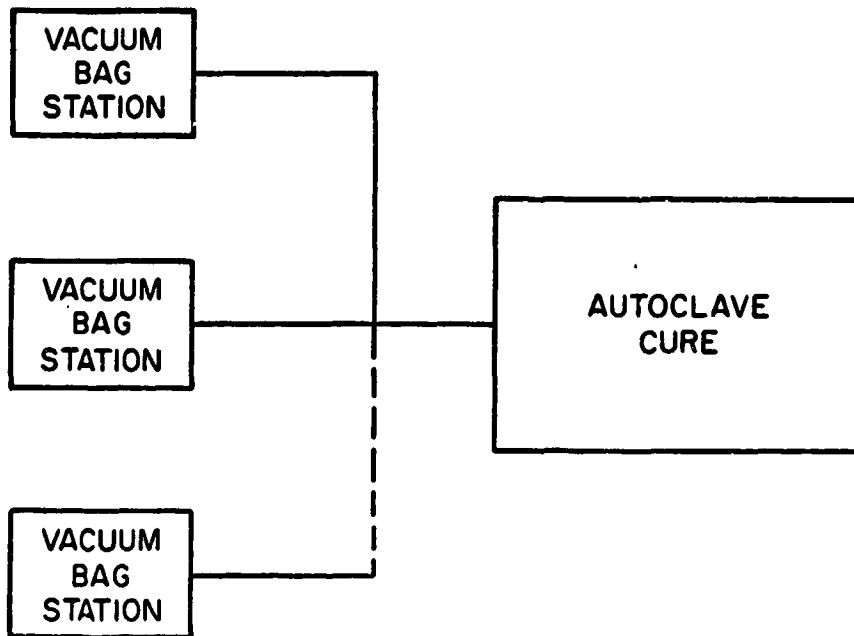 VACUUM
BAG
STATION
VACUUM
BAG
STATION
AUTOCLAVE
CURE
VACUUM
BAG
STATION